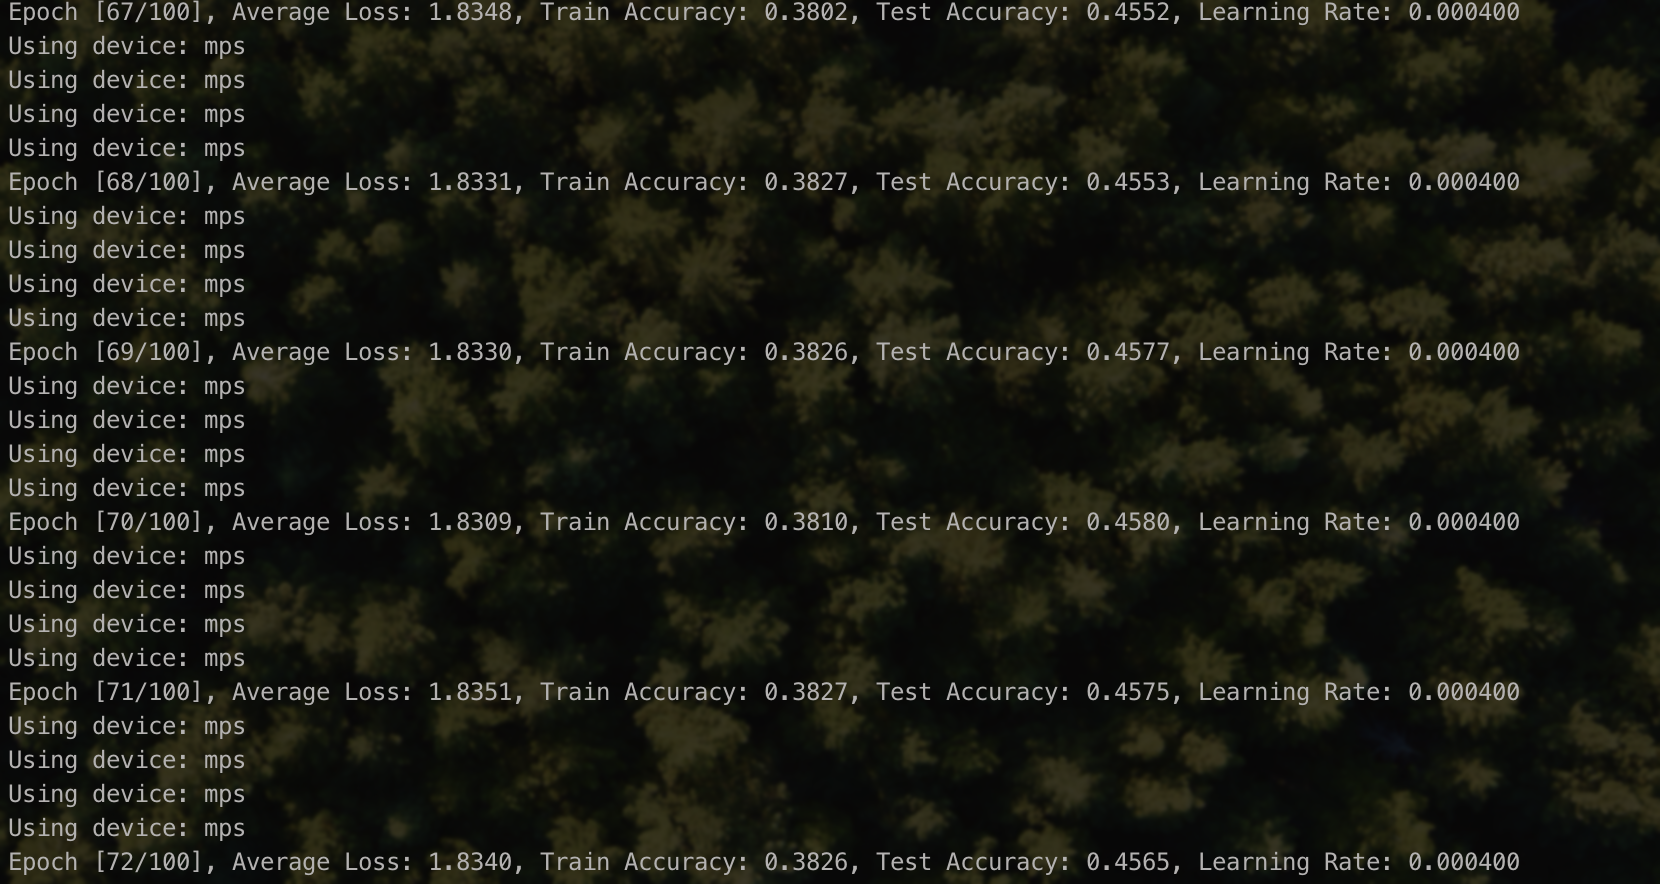 Epoch [67/100], Average Loss: 1.8348, Train Accuracy: 0.3802, Test Accuracy: 0.4552, Learning Rate: 0.000400
Using device: mps
Using device: mps
Using device: mps
Using device: mps
Epoch [68/100], Average Loss: 1.8331, Train Accuracy: 0.3827, Test Accuracy: 0.4553, Learning Rate: 0.000400
Using device: mps
Using device: mps
Using device: mps
Using device: mps
Epoch [69/100], Average Loss: 1.8330, Train Accuracy: 0.3826, Test Accuracy: 0.4577, Learning Rate: 0.000400
Using device: mps
Using device: mps
Using device: mps
Using device: mps
Epoch [70/100], Average Loss: 1.8309, Train Accuracy: 0.3810, Test Accuracy: 0.4580, Learning Rate: 0.000400
Using device: mps
Using device: mps
Using device: mps
Using device: mps
Epoch [71/100], Average Loss: 1.8351, Train Accuracy: 0.3827, Test Accuracy: 0.4575, Learning Rate: 0.000400
Using device: mps
Using device: mps
Using device: mps
Using device: mps
Epoch [72/100], Average Loss: 1.8340, Train Accuracy: 0.3826, Test Accuracy: 0.4565, Learning Rate: 0.000400